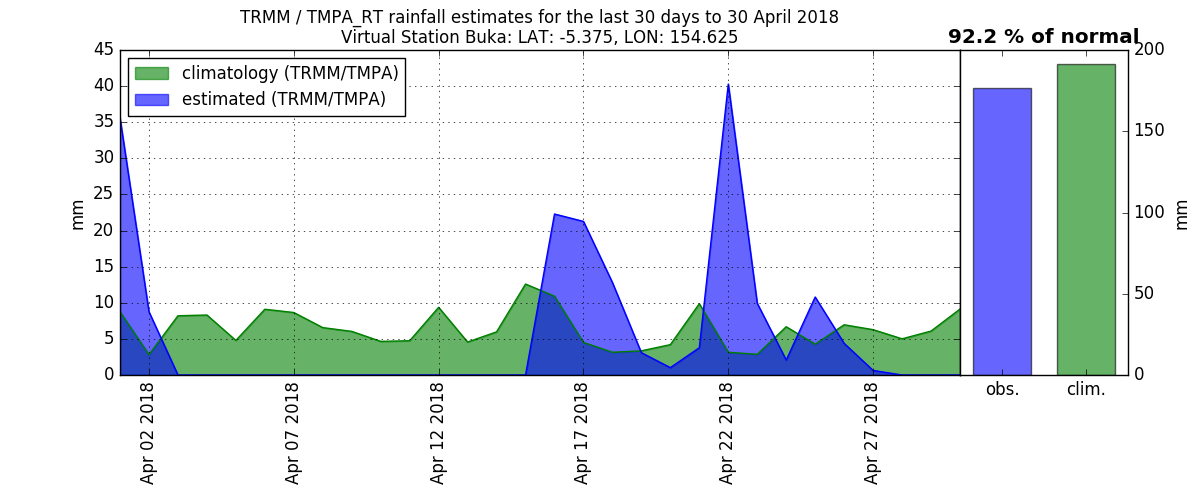 TRMM / TMPA_RT rainfall estimates for the last 30 days to 30 April 2018
Virtual Station Buka: LAT: -5.375, LON: 154.625
92.2 % of normal
climatology (TRMM/TMPA)
estimated (TRMM/TMPA)
45
40
35
30
25
20
15
10
5
0
mm
Apr 02 2018
Apr 07 2018
Apr 12 2018
Apr 17 2018
Apr 22 2018
Apr 27 2018
obs.
clim.
200
150
100
50
0
mm